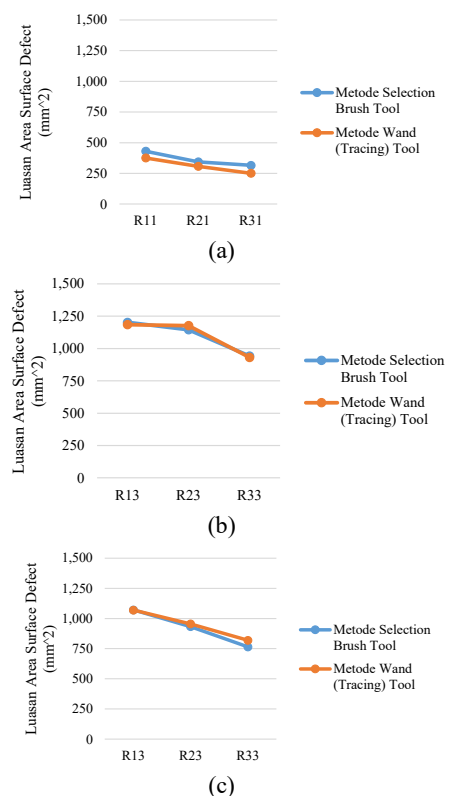 Luasan Area Surface Defect
(mm^2)
1,500
1,250
1,000
750
500
250
0
R11
R21
R31
Metode Selection
Brush Tool
Metode Wand
(Tracing) Tool
(a)
Luasan Area Surface Defect
(mm^2)
1,500
1,250
1,000
750
500
250
0
R13
R23
R33
Metode Selection
Brush Tool
Metode Wand
(Tracing) Tool
(b)
Luasan Area Surface Defect
(mm^2)
1,500
1,250
1,000
750
500
250
0
R13
R23
R33
Metode Selection
Brush Tool
Metode Wand
(Tracing) Tool
(c)